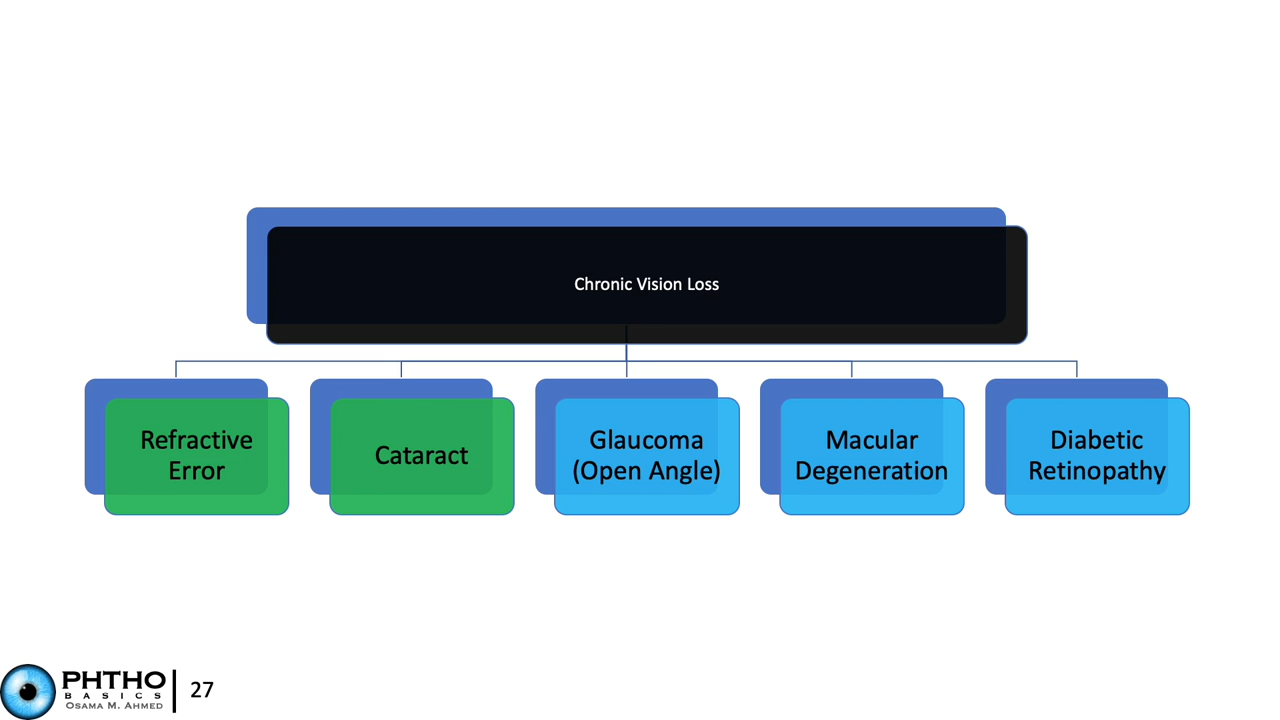 Chronic Vision Loss
Refractive
Error
Cataract
Glaucoma
(Open Angle)
Macular
Degeneration
Diabetic
Retinopathy
PHTHO
BASICS
OSAMA M. AHMED
27